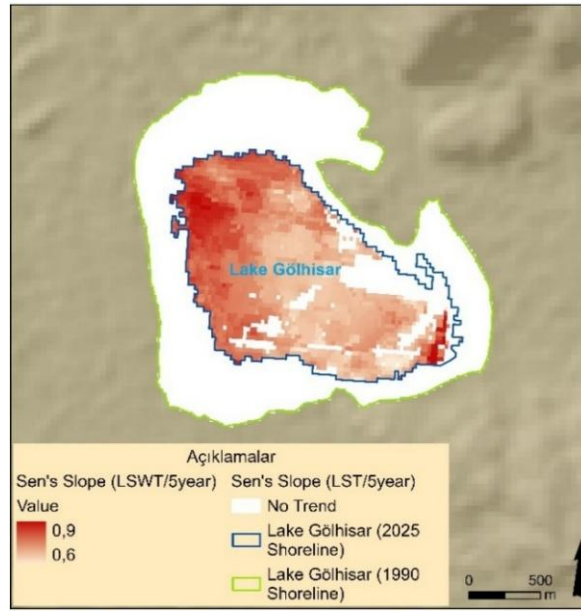 Lake Gölhisar
Açıklamalar
Sen's Slope (LSWT/5year)
Value
0,9
0,6
Sen's Slope (LST/5year)
No Trend
Lake Gölhisar (2025
Shoreline)
Lake Gölhisar (1990
Shoreline)
0 500
m